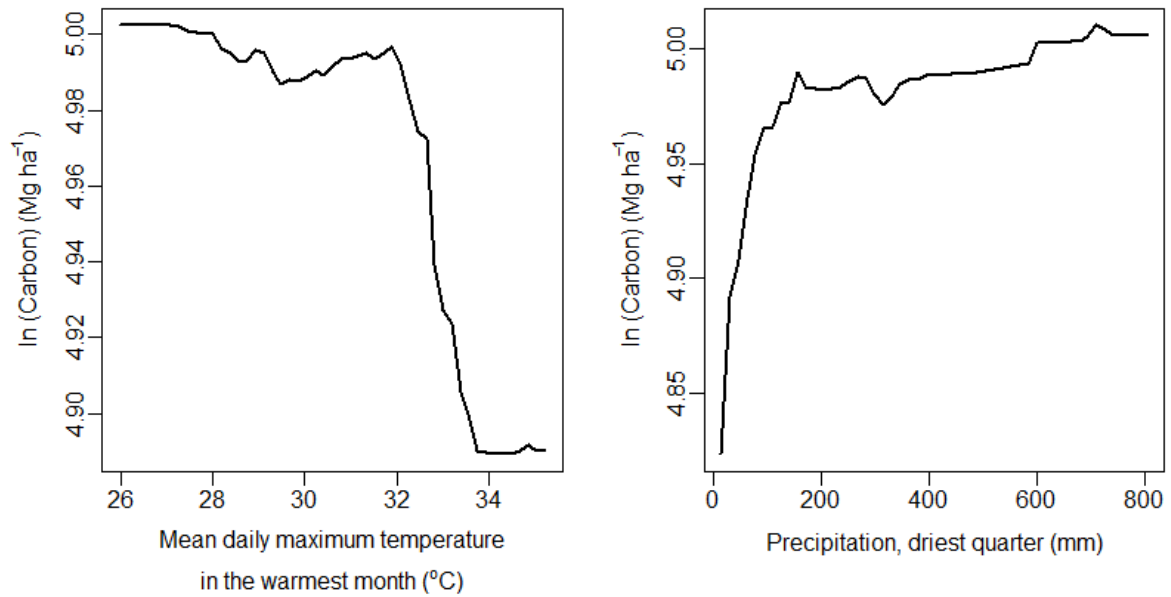 ln (Carbon) (Mg ha⁻¹)
5.00
4.98
4.96
4.94
4.92
4.90
26 28 30 32 34
Mean daily maximum temperature
in the warmest month (°C)
ln (Carbon) (Mg ha⁻¹)
5.00
4.95
4.90
4.85
0 200 400 600 800
Precipitation, driest quarter (mm)